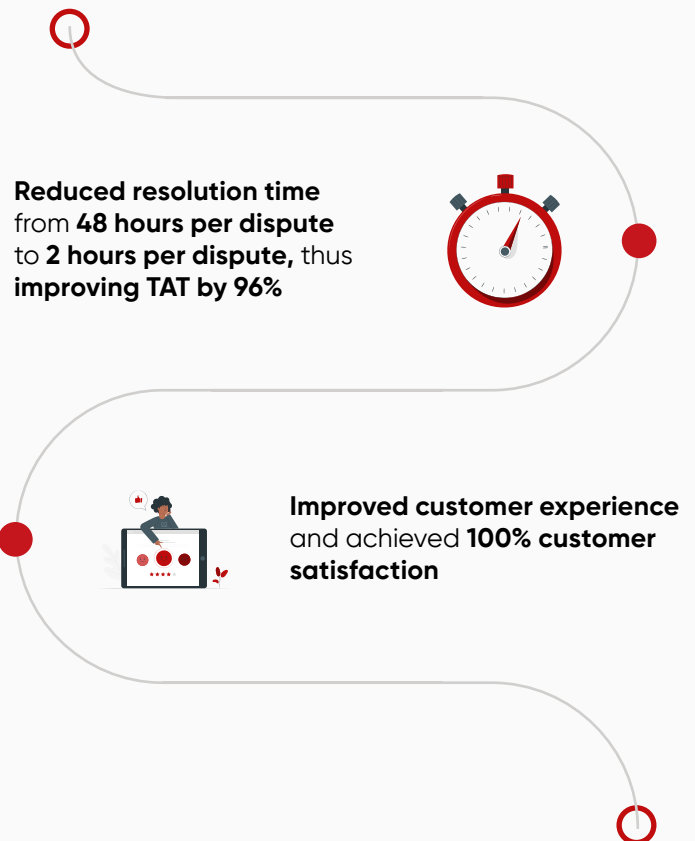 Reduced resolution time
from 48 hours per dispute
to 2 hours per dispute, thus
improving TAT by 96%
Improved customer experience
and achieved 100% customer
satisfaction